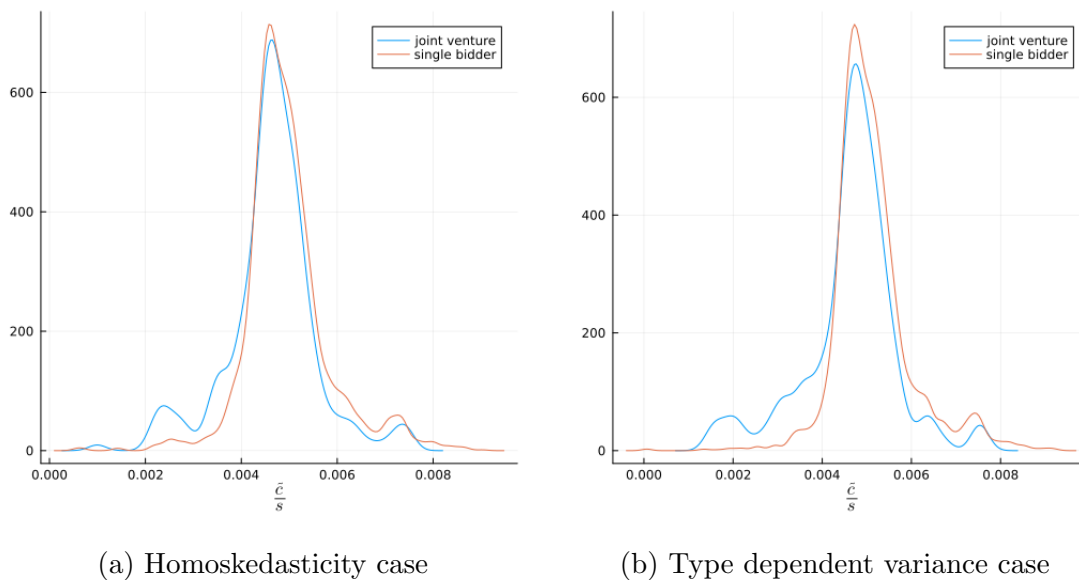 joint venture
single bidder
600
400
200
0
0.000 0.002 0.004 0.006 0.008
c̃
s
(a) Homoskedasticity case
joint venture
single bidder
600
400
200
0
0.000 0.002 0.004 0.006 0.008
c̃
s
(b) Type dependent variance case